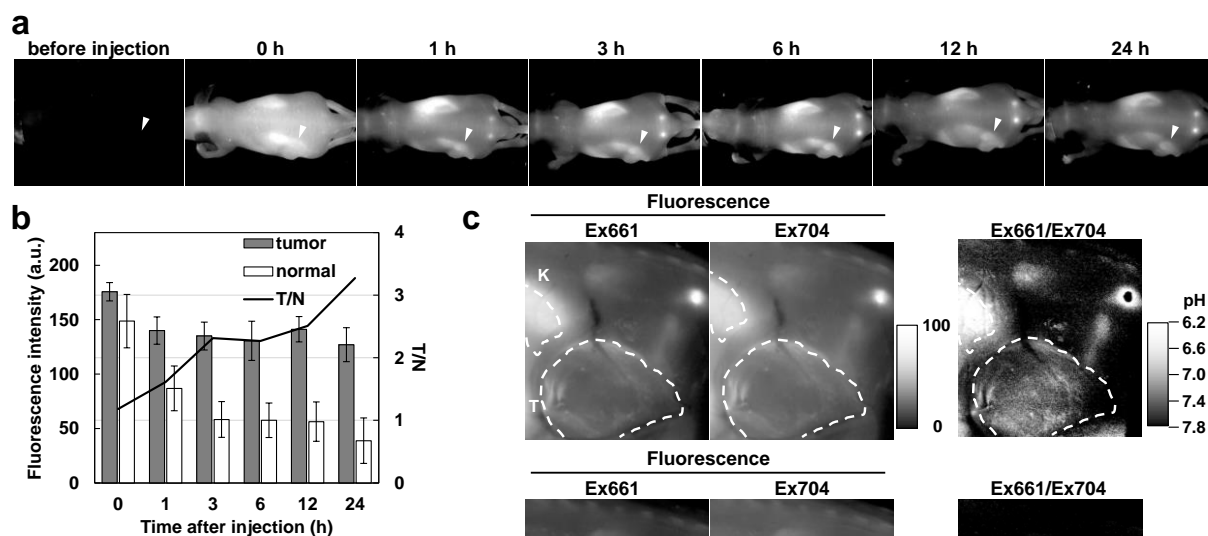 a
before injection 0 h 1 h 3 h 6 h 12 h 24 h
b
Fluorescence intensity (a.u.)
200
150
100
50
0
tumor
normal
T/N
4
3
2
1
0
T/N
0 1 3 6 12 24
Time after injection (h)
c
Fluorescence
Ex661 Ex704 Ex661/Ex704
K
T
100
0
pH
6.2
6.6
7.0
7.4
7.8
Fluorescence
Ex661 Ex704 Ex661/Ex704